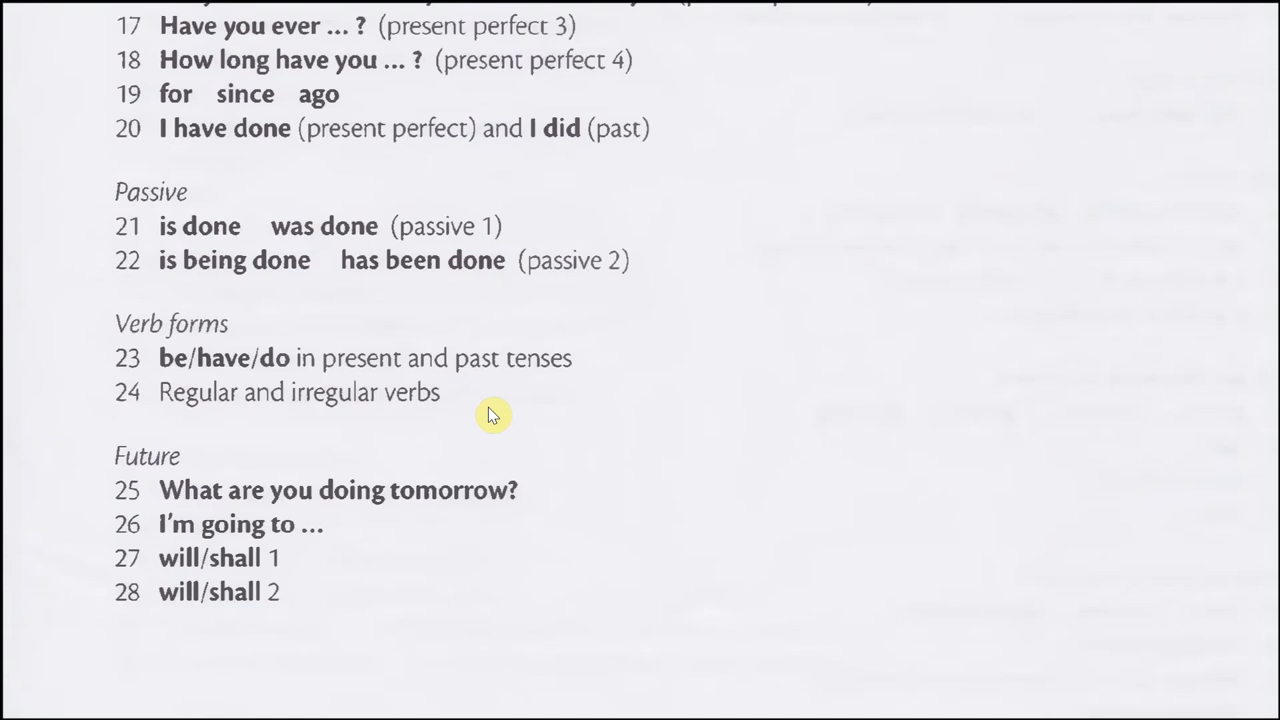 17 Have you ever ... ? (present perfect 3)
18 How long have you ... ? (present perfect 4)
19 for since ago
20 I have done (present perfect) and I did (past)
Passive
21 is done was done (passive 1)
22 is being done has been done (passive 2)
Verb forms
23 be/have/do in present and past tenses
24 Regular and irregular verbs
Future
25 What are you doing tomorrow?
26 I'm going to ...
27 will/shall 1
28 will/shall 2